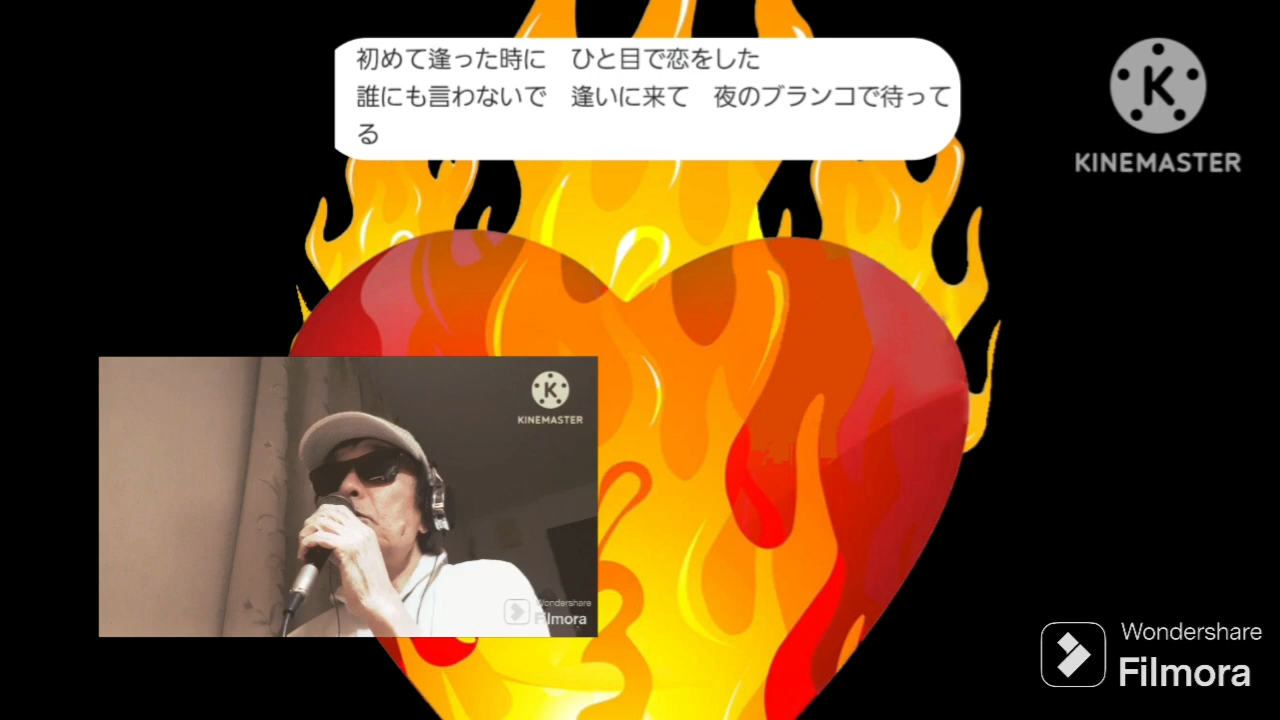 初めて逢った時に　ひと目で恋をした
誰にも言わないで　逢いに来て　夜のブランコで待って
る
KINEMASTER
KINEMASTER
Wondershare
Filmora
Wondershare
Filmora